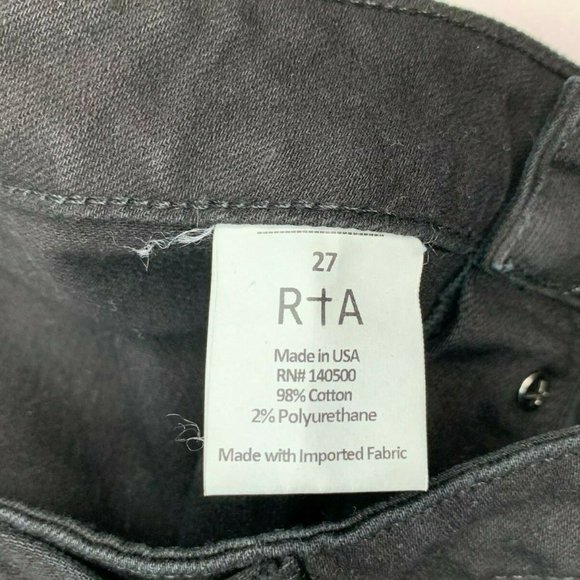 27
R†A
Made in USA
RN# 140500
98% Cotton
2% Polyurethane
Made with Imported Fabric